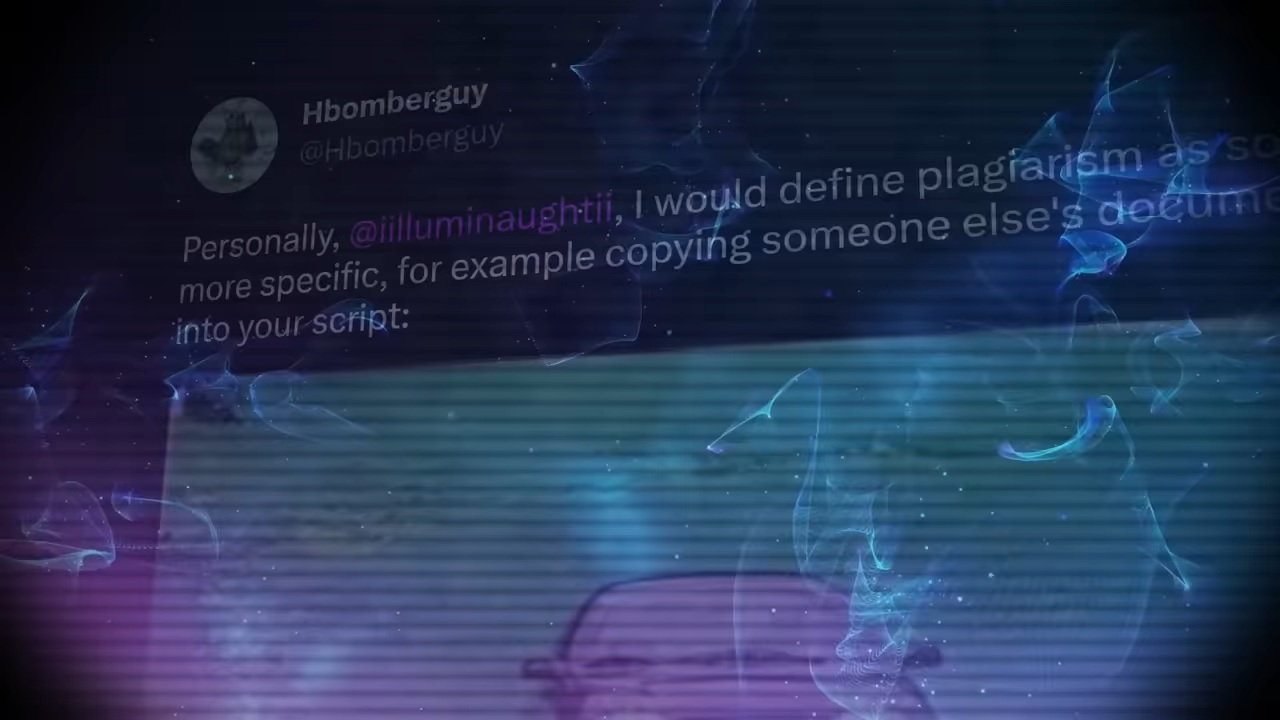 Hbomberguy
@Hbomberguy
Personally, @iilluminaughtii, I would define plagiarism as
more specific, for example copying someone else's
into your script: